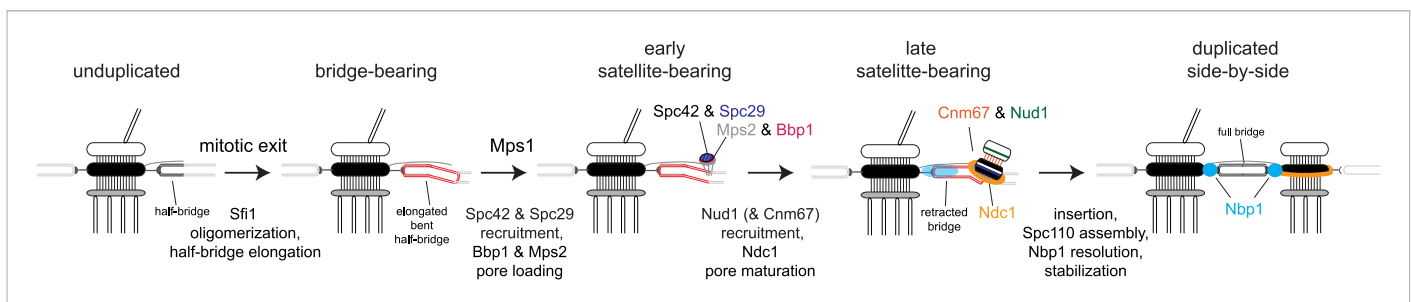 unduplicated
bridge-bearing
early
satellite-bearing
late
satelitte-bearing
duplicated
side-by-side
mitotic exit
Mps1
Spc42 & Spc29
Mps2 & Bbp1
Cnm67 & Nud1
full bridge
half-bridge
Sfi1
oligomerization,
half-bridge elongation
elongated
bent
half-bridge
Spc42 & Spc29
recruitment,
Bbp1 & Mps2
pore loading
Nud1 (& Cnm67)
recruitment,
Ndc1
pore maturation
retracted
bridge
Ndc1
insertion,
Spc110 assembly,
Nbp1 resolution,
stabilization
Nbp1